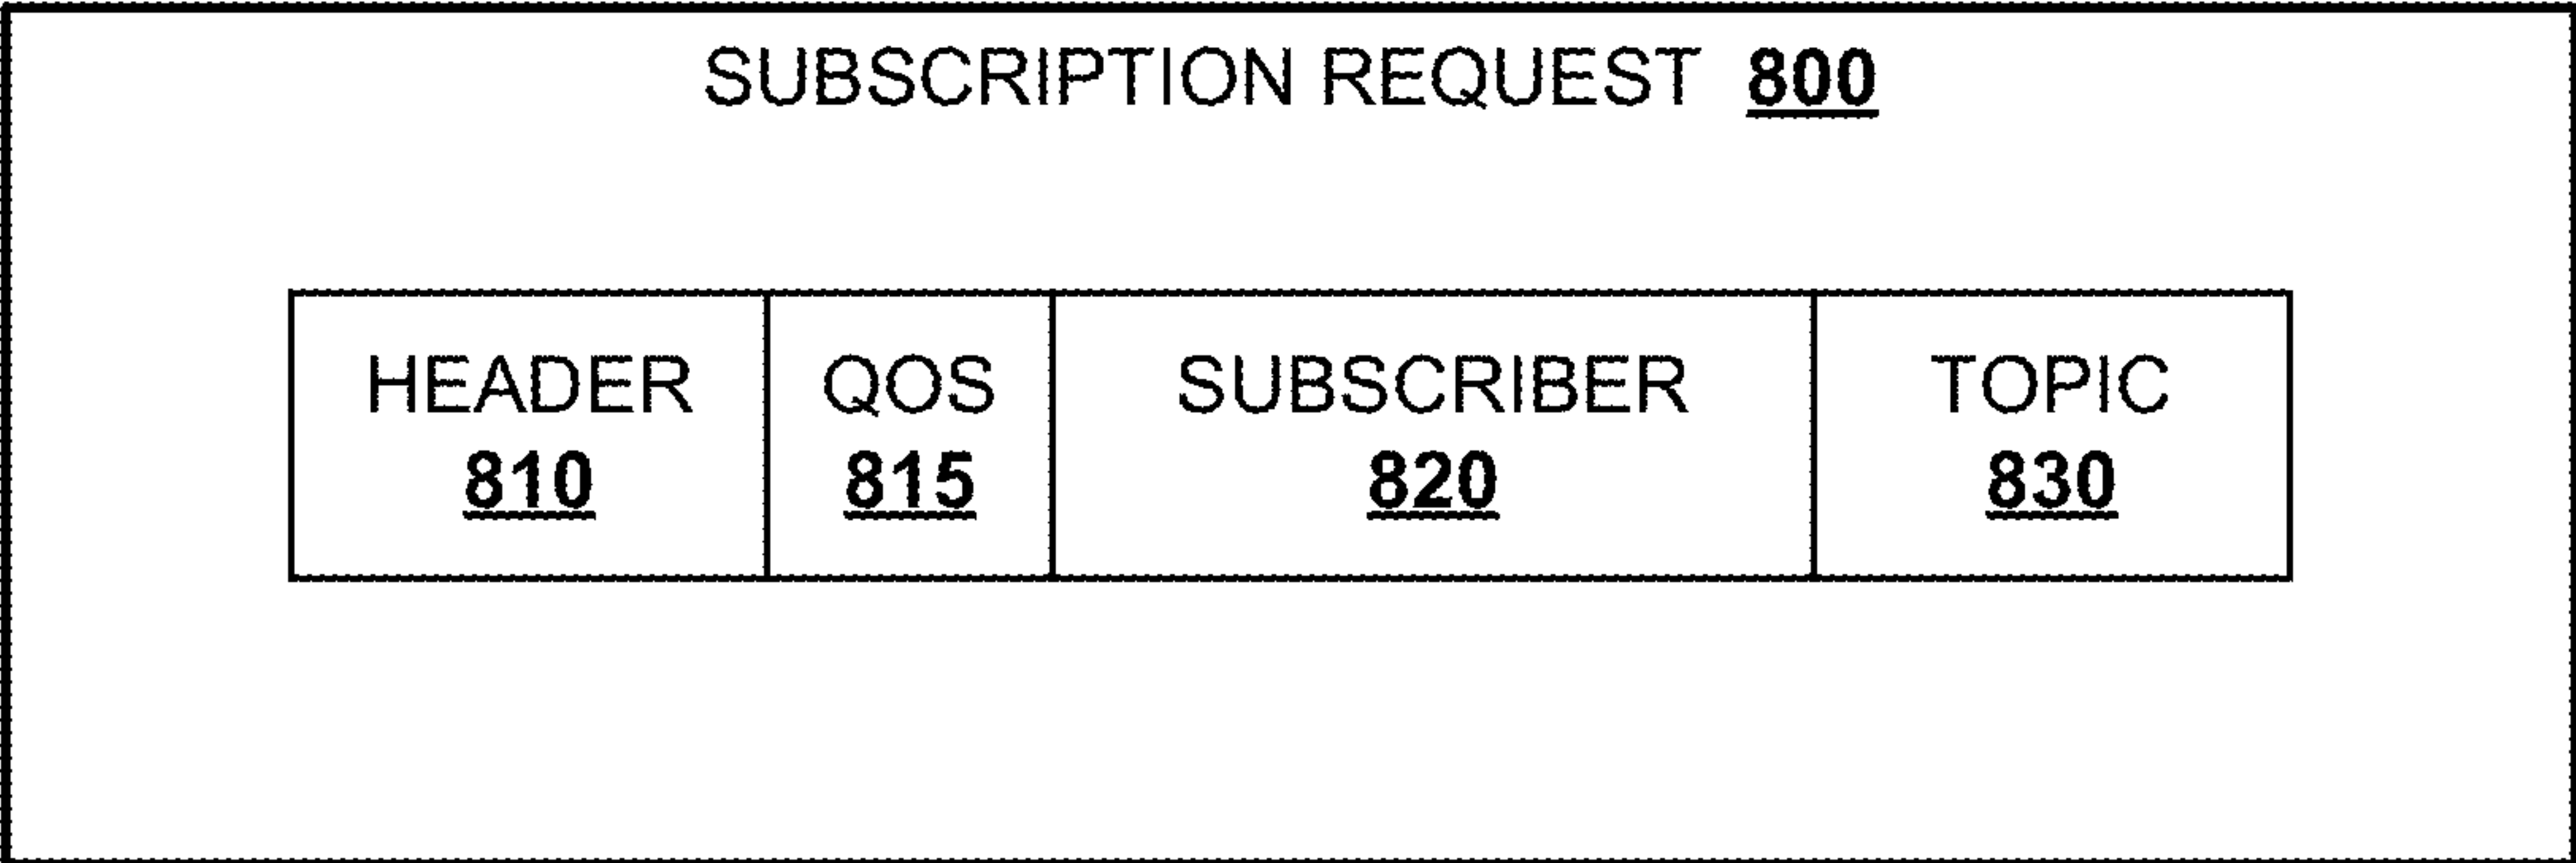 SUBSCRIPTION REQUEST 800
HEADER QOS SUBSCRIBER TOPIC
810 815 820 830